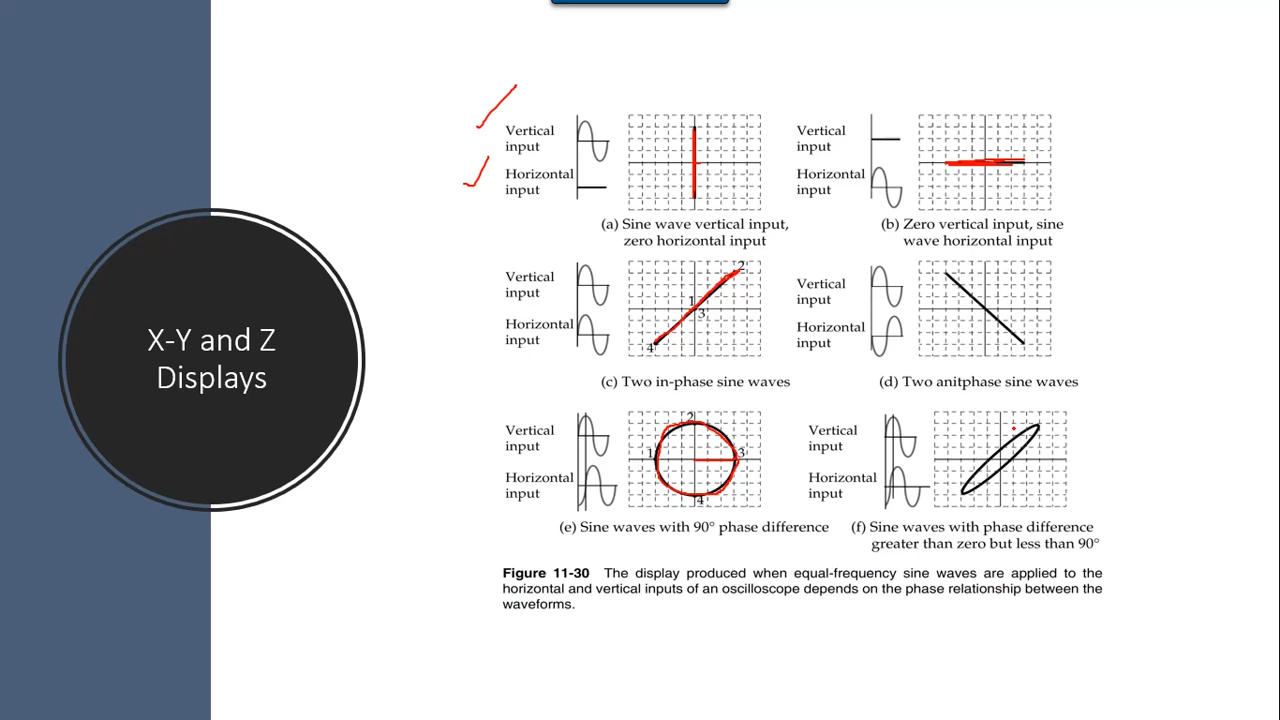 X-Y and Z
Displays
Vertical
input
Horizontal
input
(a) Sine wave vertical input,
zero horizontal input
Vertical
input
Horizontal
input
(b) Zero vertical input, sine
wave horizontal input
Vertical
input
Horizontal
input
1
2
3
4
(c) Two in-phase sine waves
Vertical
input
Horizontal
input
(d) Two anitphase sine waves
Vertical
input
Horizontal
input
1
2
3
4
(e) Sine waves with 90° phase difference
Vertical
input
Horizontal
input
(f) Sine waves with phase difference
greater than zero but less than 90°
Figure 11-30 The display produced when equal-frequency sine waves are applied to the
horizontal and vertical inputs of an oscilloscope depends on the phase relationship between the
waveforms.